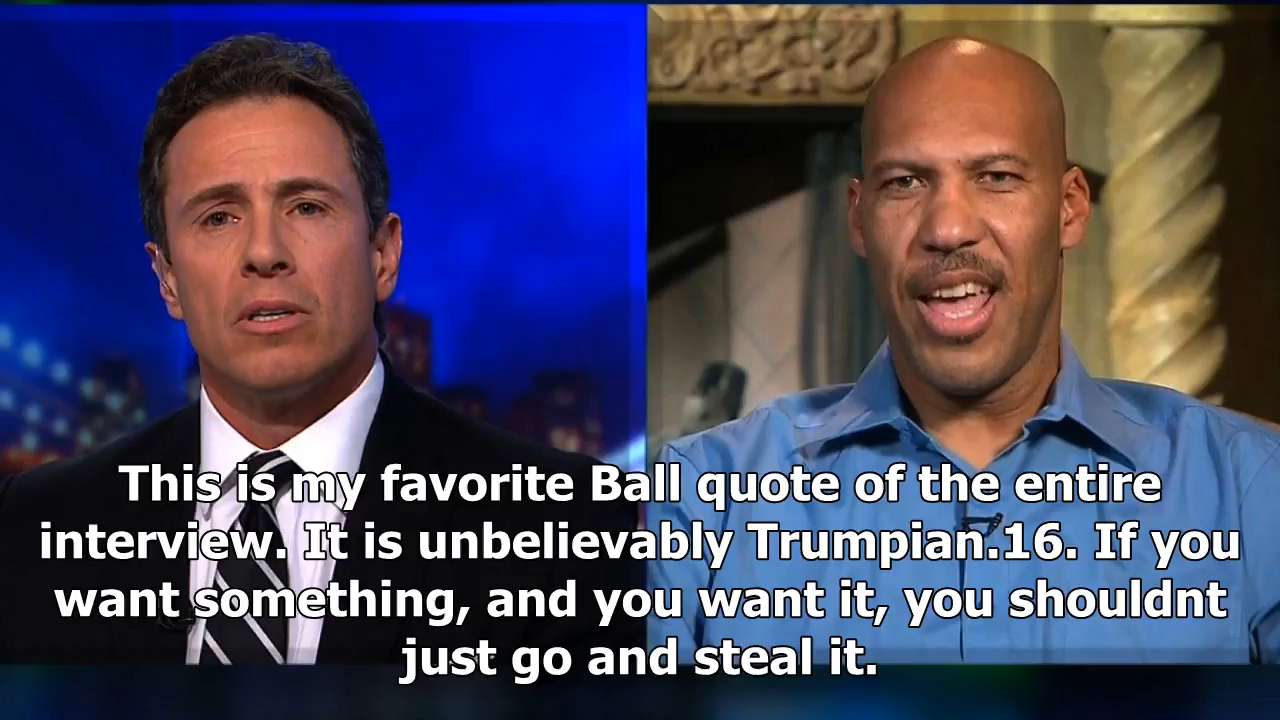 This is my favorite Ball quote of the entire
interview. It is unbelievably Trumpian.16. If you
want something, and you want it, you shouldnt
just go and steal it.